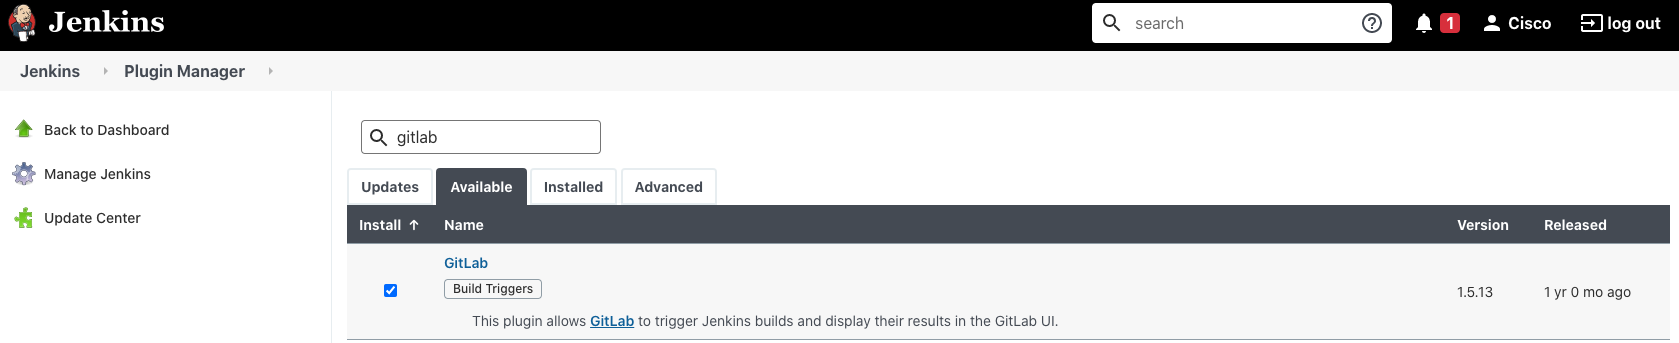 Jenkins
search
1
Cisco
log out
Jenkins
Plugin Manager
Back to Dashboard
Manage Jenkins
Update Center
gitlab
Updates
Available
Installed
Advanced
Install ↑ Name Version Released
GitLab
Build Triggers
1.5.13 1 yr 0 mo ago
This plugin allows GitLab to trigger Jenkins builds and display their results in the GitLab UI.